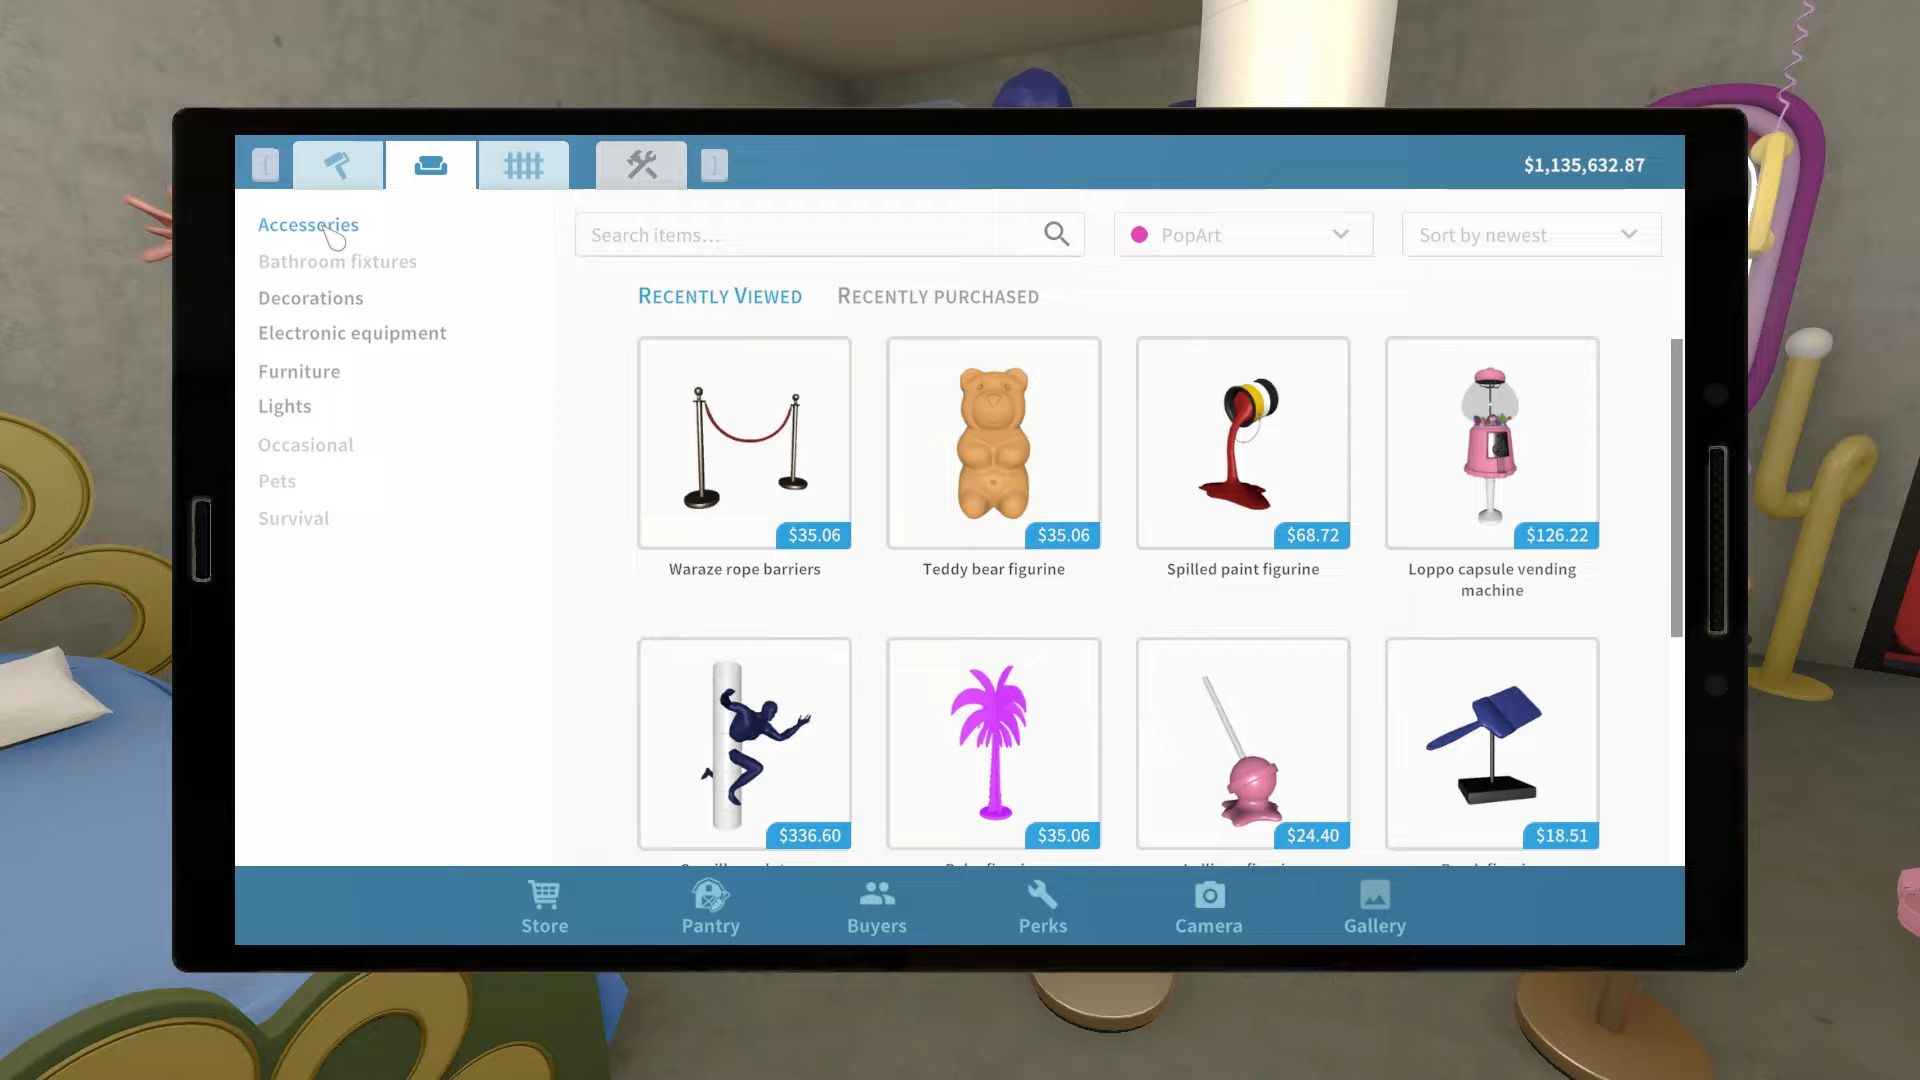 [
]
$1,135,632.87
Accessories
Bathroom fixtures
Decorations
Electronic equipment
Furniture
Lights
Occasional
Pets
Survival
Search items...
PopArt
Sort by newest
RECENTLY VIEWED
RECENTLY PURCHASED
$35.06
$35.06
$68.72
$126.22
Waraze rope barriers
Teddy bear figurine
Spilled paint figurine
Loppo capsule vending
machine
$336.60
$35.06
$24.40
$18.51
Store
Pantry
Buyers
Perks
Camera
Gallery